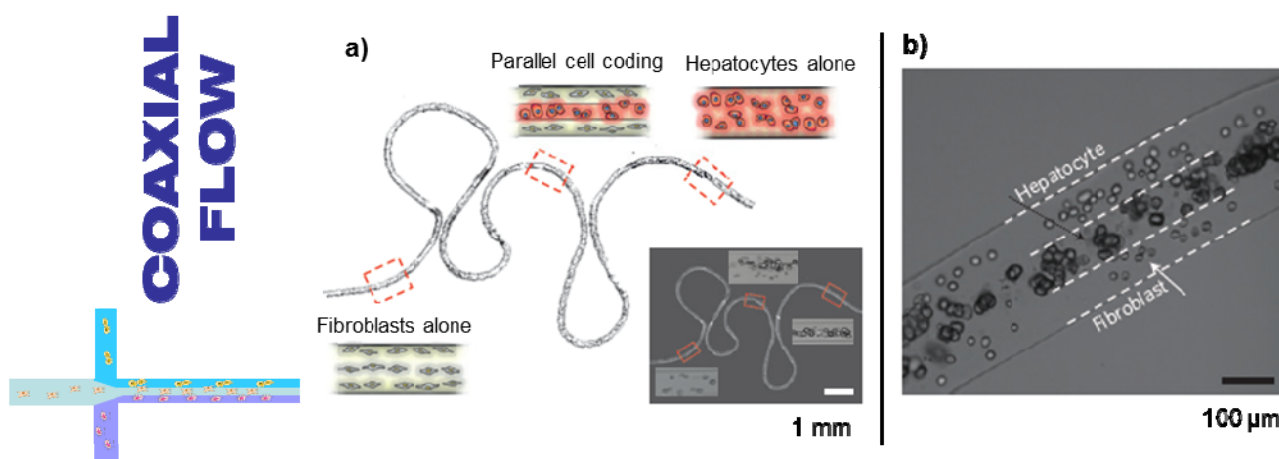 COAXIAL
FLOW
a)
Parallel cell coding
Hepatocytes alone
Fibroblasts alone
1 mm
b)
Hepatocyte
Fibroblast
100 µm